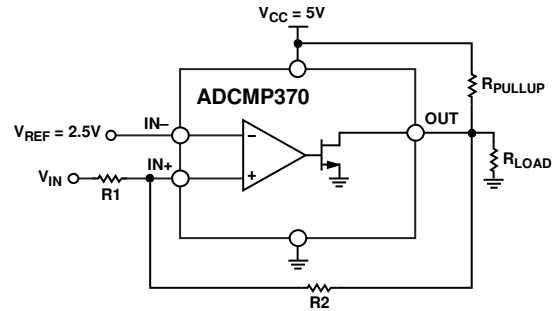 VCC = 5V
ADCMP370
RPULLUP
OUT
IN–
VREF = 2.5V
–
IN+
RLOAD
VIN
+
R1
R2